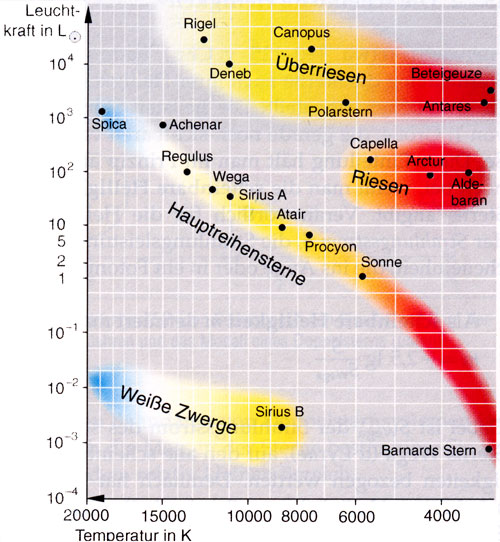 Leucht-
kraft in L☉
Rigel
Canopus
10⁴
Deneb
Überriesen
Beteigeuze
Polarstern
Antares
10³
Spica
Achenar
Capella
Regulus
Arctur
10²
Wega
Riesen
Alde-
baran
Sirius A
Atair
10
Hauptreihensterne
5
Procyon
2
Sonne
1
10⁻¹
10⁻²
Weiße Zwerge
Sirius B
10⁻³
Barnards Stern
10⁻⁴
20000 15000 10000 8000 6000 4000
Temperatur in K